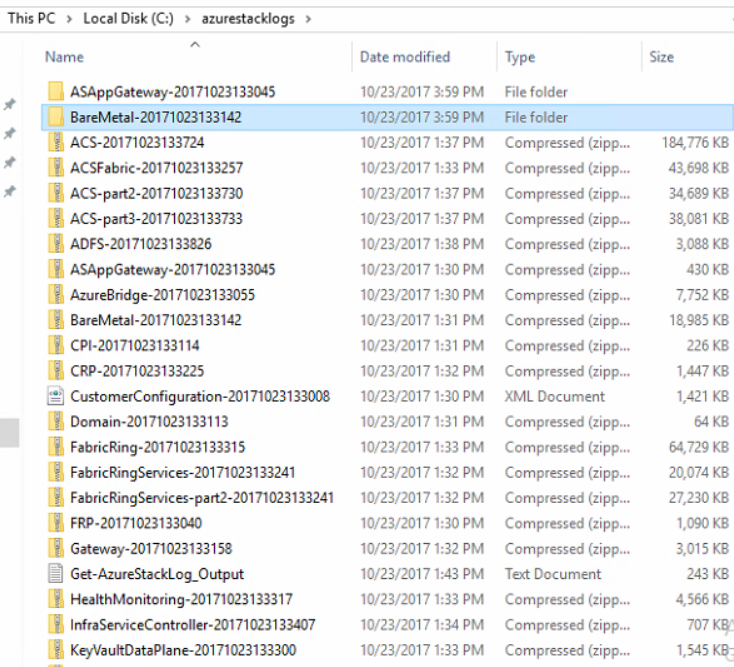 This PC > Local Disk (C:) > azurestacklogs >
Name Date modified Type Size
ASAppGateway-20171023133045 10/23/2017 3:59 PM File folder
BareMetal-20171023133142 10/23/2017 3:59 PM File folder
ACS-20171023133724 10/23/2017 1:37 PM Compressed (zipp... 184,776 KB
ACSFabric-20171023133257 10/23/2017 1:33 PM Compressed (zipp... 43,698 KB
ACS-part2-20171023133730 10/23/2017 1:37 PM Compressed (zipp... 34,689 KB
ACS-part3-20171023133733 10/23/2017 1:37 PM Compressed (zipp... 38,081 KB
ADFS-20171023133826 10/23/2017 1:38 PM Compressed (zipp... 3,088 KB
ASAppGateway-20171023133045 10/23/2017 1:30 PM Compressed (zipp... 430 KB
AzureBridge-20171023133055 10/23/2017 1:30 PM Compressed (zipp... 7,752 KB
BareMetal-20171023133142 10/23/2017 1:31 PM Compressed (zipp... 18,985 KB
CPI-20171023133114 10/23/2017 1:31 PM Compressed (zipp... 226 KB
CRP-20171023133225 10/23/2017 1:32 PM Compressed (zipp... 1,447 KB
CustomerConfiguration-20171023133008 10/23/2017 1:30 PM XML Document 1,421 KB
Domain-20171023133113 10/23/2017 1:31 PM Compressed (zipp... 64 KB
FabricRing-20171023133315 10/23/2017 1:33 PM Compressed (zipp... 64,729 KB
FabricRingServices-20171023133241 10/23/2017 1:32 PM Compressed (zipp... 20,074 KB
FabricRingServices-part2-20171023133241 10/23/2017 1:32 PM Compressed (zipp... 27,230 KB
FRP-20171023133040 10/23/2017 1:30 PM Compressed (zipp... 1,090 KB
Gateway-20171023133158 10/23/2017 1:32 PM Compressed (zipp... 3,015 KB
Get-AzureStackLog_Output 10/23/2017 1:43 PM Text Document 243 KB
HealthMonitoring-20171023133317 10/23/2017 1:33 PM Compressed (zipp... 4,566 KB
InfraServiceController-20171023133407 10/23/2017 1:34 PM Compressed (zipp... 707 KB
KeyVaultDataPlane-20171023133300 10/23/2017 1:33 PM Compressed (zipp... 1,545 KB